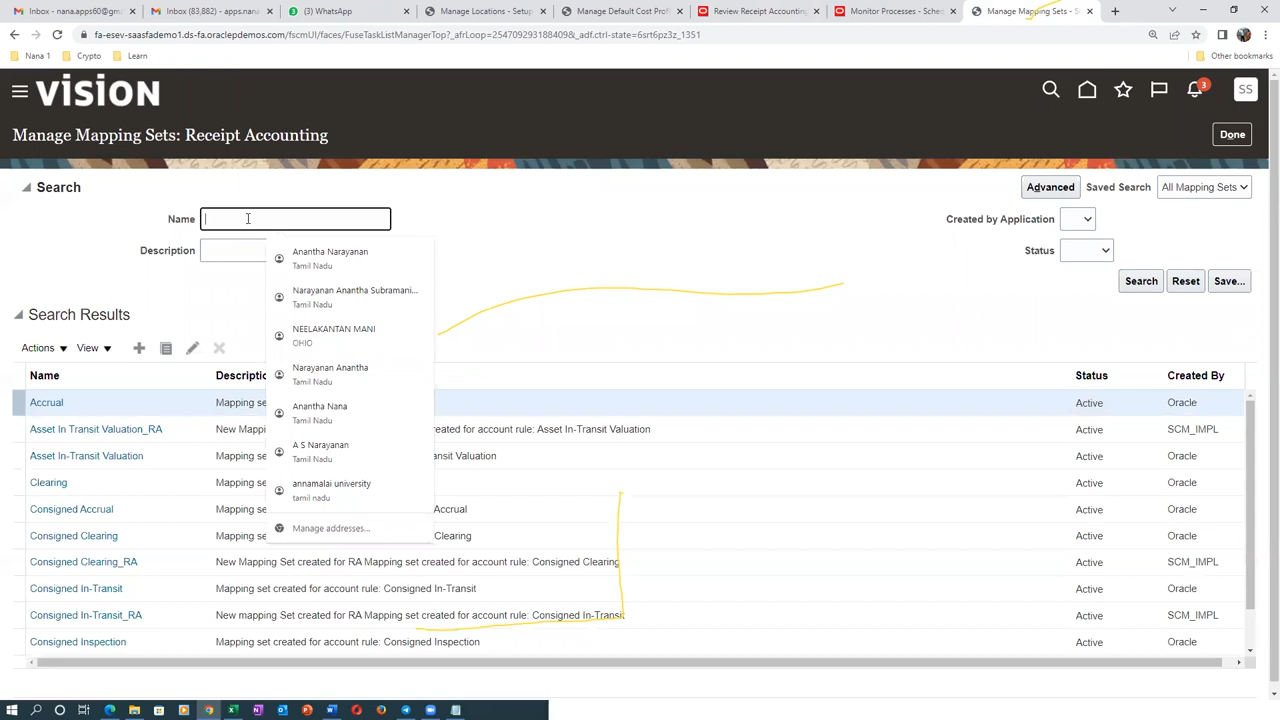 Inbox - nana.apps60@gm
Inbox (83,882) - apps.nana
(3) WhatsApp
Manage Locations - Setup
Manage Default Cost Prof
Review Receipt Accounting
Monitor Processes - Sched
Manage Mapping Sets - S
fa-esev-saasfademo1.ds-fa.oraclepdemos.com/fscmUI/faces/FuseTaskListManagerTop?_afrLoop=2547092931884098&_adf.ctrl-state=6srt6pz3e_1351
Nana 1
Crypto
Learn
Other bookmarks
VISION
3
SS
Manage Mapping Sets: Receipt Accounting
Done
Search
Advanced
Saved Search
All Mapping Sets
Name
Created by Application
Description
Status
Anantha Narayanan
Tamil Nadu
Narayanan Anantha Subramani...
Tamil Nadu
NEELAKANTAN MANI
OHIO
Narayanan Anantha
Tamil Nadu
Anantha Nana
Tamil Nadu
A S Narayanan
Tamil Nadu
annamalai university
tamil nadu
Manage addresses...
Search
Reset
Save...
Search Results
Actions
View
Name
Descriptio
Status
Created By
Accrual
Mapping se
Active
Oracle
Asset In Transit Valuation_RA
New Mappi
created for account rule: Asset In-Transit Valuation
Active
SCM_IMPL
Asset In-Transit Valuation
Mapping se
Valuation
Active
Oracle
Clearing
Mapping se
Active
Oracle
Consigned Accrual
Mapping se
Accrual
Active
Oracle
Consigned Clearing
Mapping se
Clearing
Active
Oracle
Consigned Clearing_RA
New Mapping Set created for RA Mapping set created for account rule: Consigned Clearing
Active
SCM_IMPL
Consigned In-Transit
Mapping set created for account rule: Consigned In-Transit
Active
Oracle
Consigned In-Transit_RA
New mapping Set created for RA Mapping set created for account rule: Consigned In-Transit
Active
SCM_IMPL
Consigned Inspection
Mapping set created for account rule: Consigned Inspection
Active
Oracle